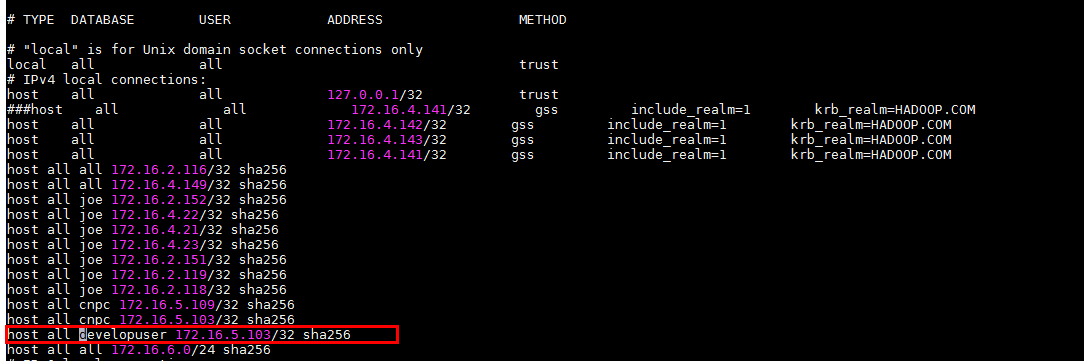 # TYPE  DATABASE        USER            ADDRESS                 METHOD
# "local" is for Unix domain socket connections only
local   all             all                                     trust
# IPv4 local connections:
host    all             all             127.0.0.1/32            trust
###host    all             all             172.16.4.141/32        gss         include_realm=1        krb_realm=HADOOP.COM
host    all             all             172.16.4.142/32        gss         include_realm=1        krb_realm=HADOOP.COM
host    all             all             172.16.4.143/32        gss         include_realm=1        krb_realm=HADOOP.COM
host    all             all             172.16.4.141/32        gss         include_realm=1        krb_realm=HADOOP.COM
host all all 172.16.2.116/32 sha256
host all all 172.16.4.149/32 sha256
host all joe 172.16.2.152/32 sha256
host all joe 172.16.4.22/32 sha256
host all joe 172.16.4.21/32 sha256
host all joe 172.16.4.23/32 sha256
host all joe 172.16.2.151/32 sha256
host all joe 172.16.2.119/32 sha256
host all joe 172.16.2.118/32 sha256
host all cnpc 172.16.5.109/32 sha256
host all cnpc 172.16.5.103/32 sha256
host all developuser 172.16.5.103/32 sha256
host all all 172.16.6.0/24 sha256